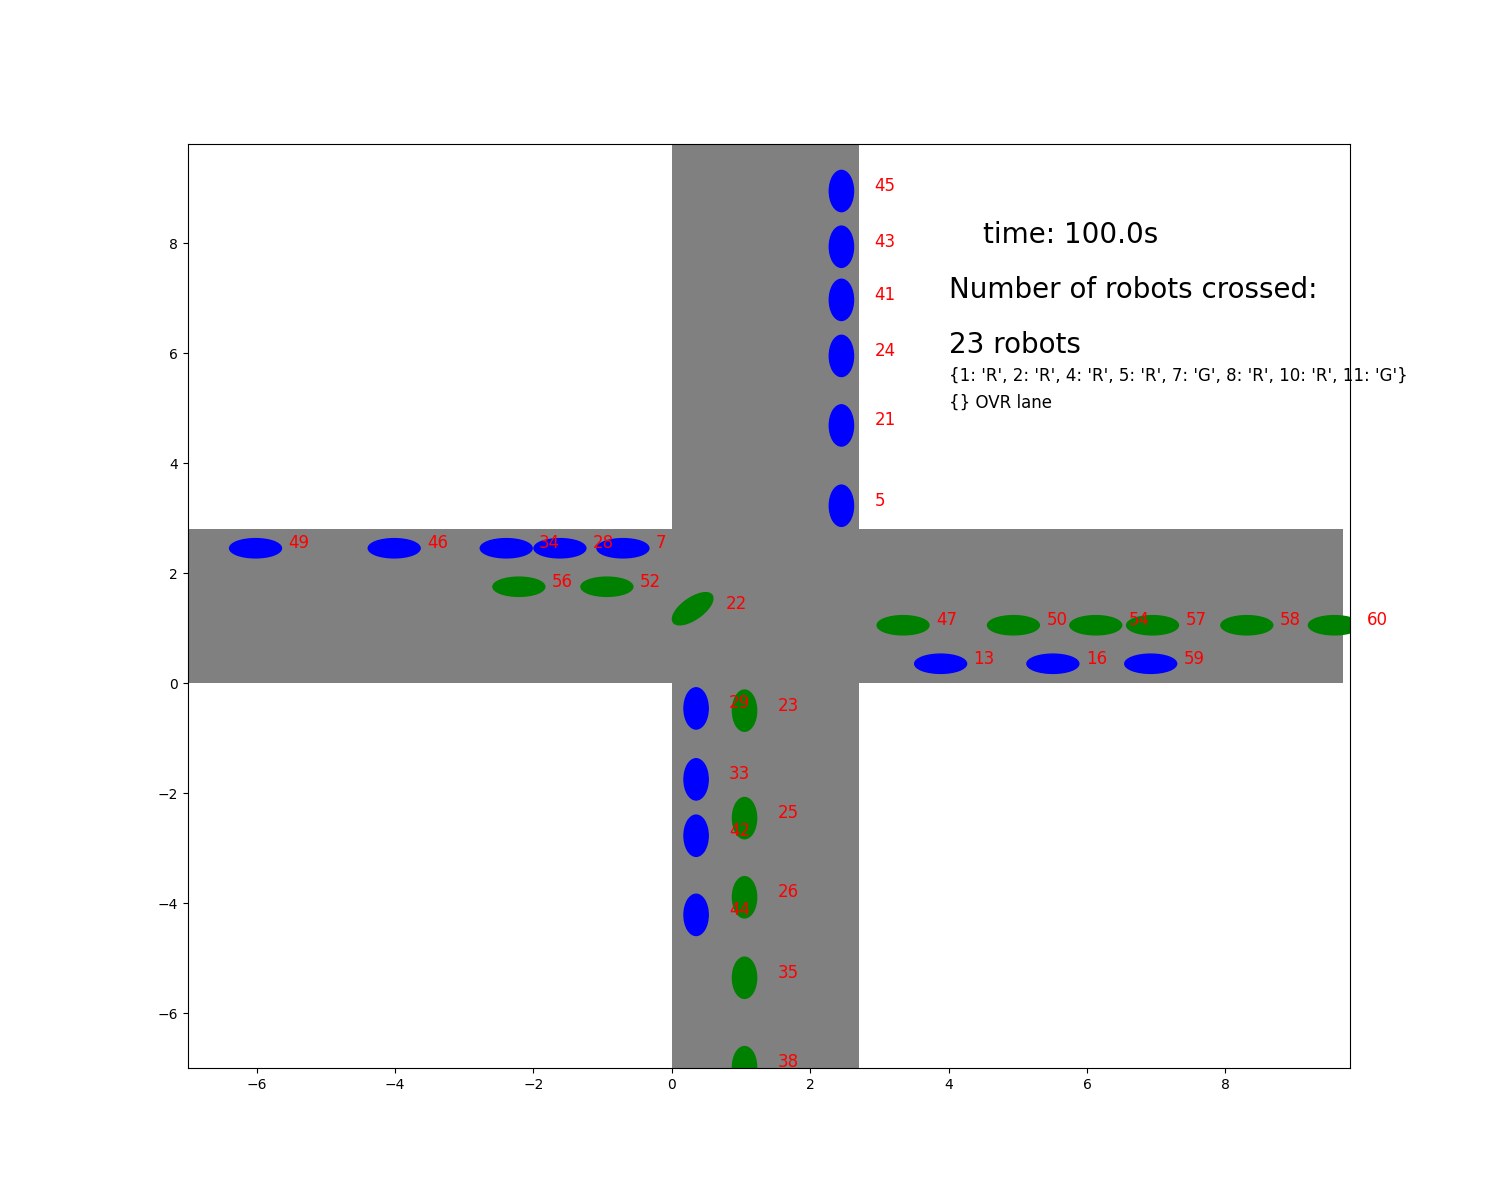 45
time: 100.0s
43
Number of robots crossed:
41
23 robots
24
{1: 'R', 2: 'R', 4: 'R', 5: 'R', 7: 'G', 8: 'R', 10: 'R', 11: 'G'}
{} OVR lane
21
5
49 46 34 28 7
56 52
22
47 50 54 57 58 60
13 16 59
29 23
33
25
42
26
44
35
38
8
6
4
2
0
−2
−4
−6
−6 −4 −2 0 2 4 6 8